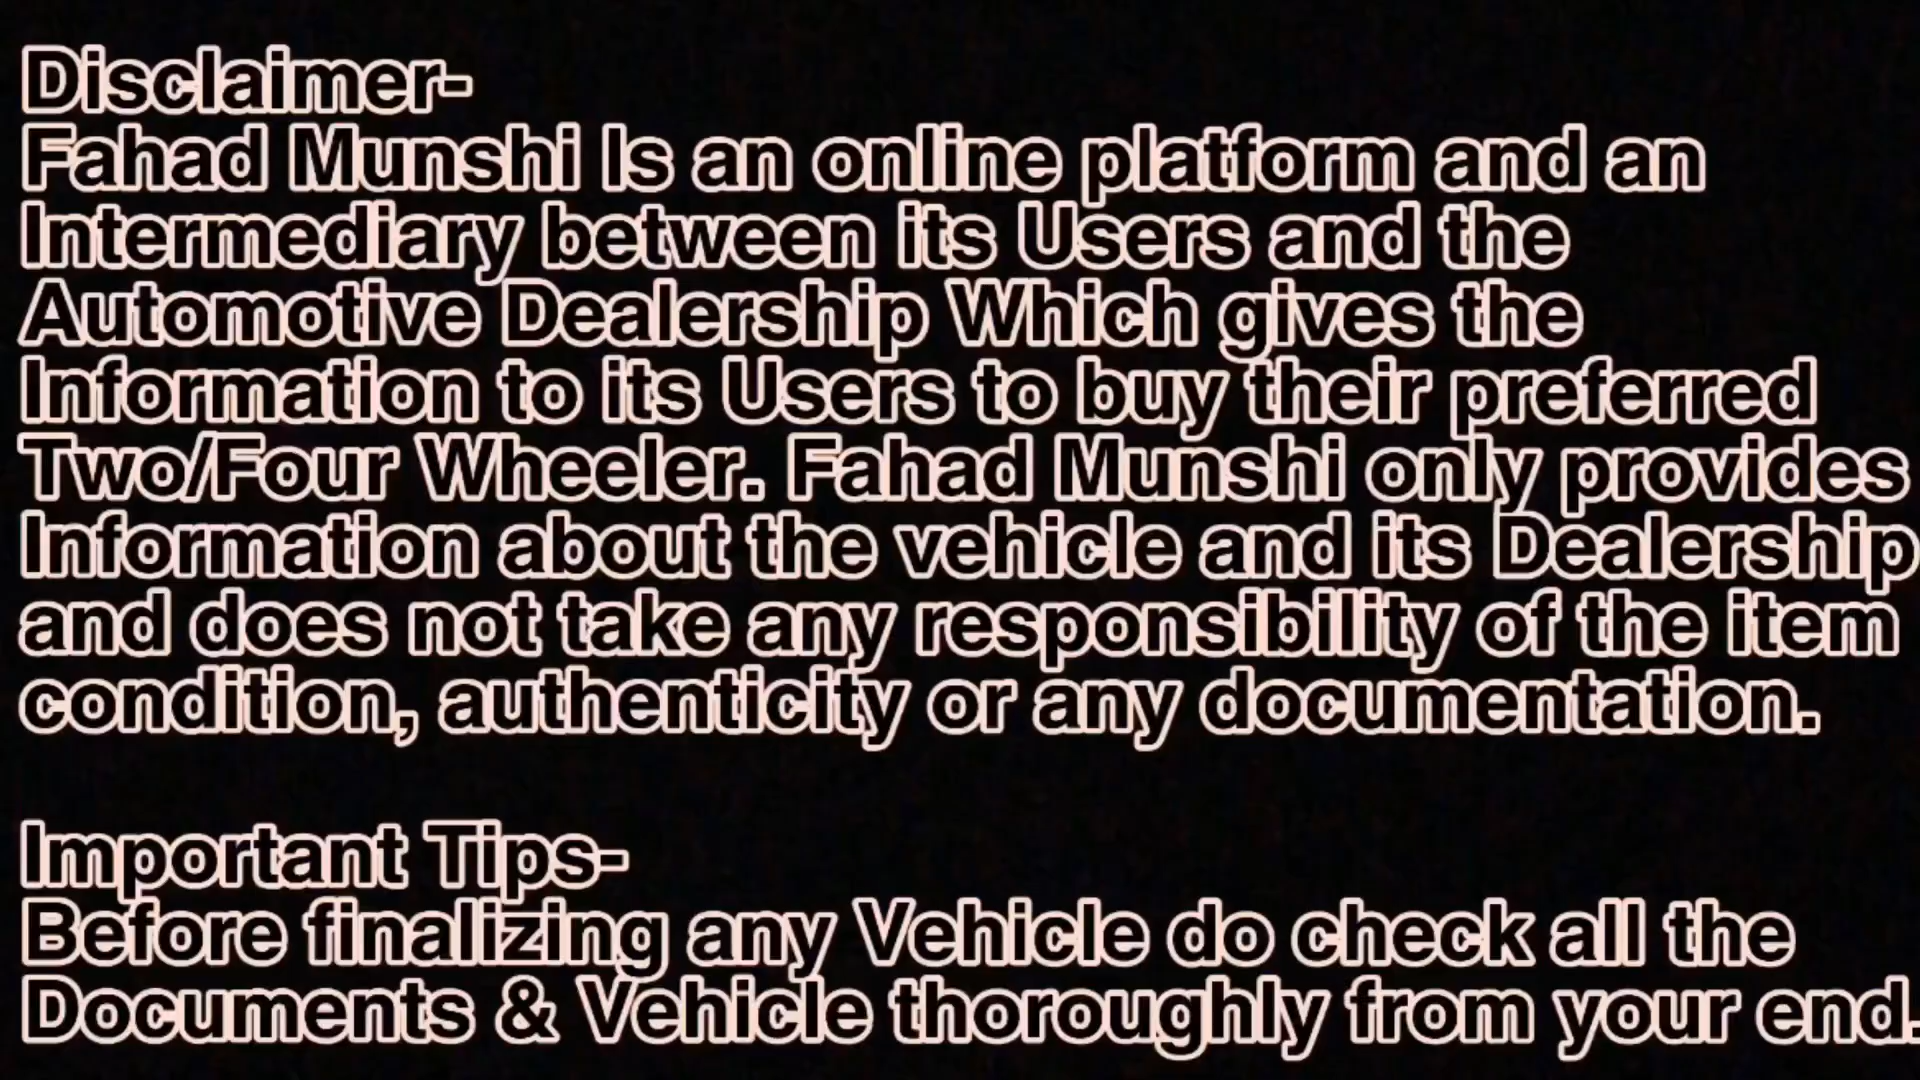 Disclaimer-
Fahad Munshi Is an online platform and an
Intermediary between its Users and the
Automotive Dealership Which gives the
Information to its Users to buy their preferred
Two/Four Wheeler. Fahad Munshi only provides
Information about the vehicle and its Dealership
and does not take any responsibility of the item
condition, authenticity or any documentation.
Important Tips-
Before finalizing any Vehicle do check all the
Documents & Vehicle thoroughly from your end.